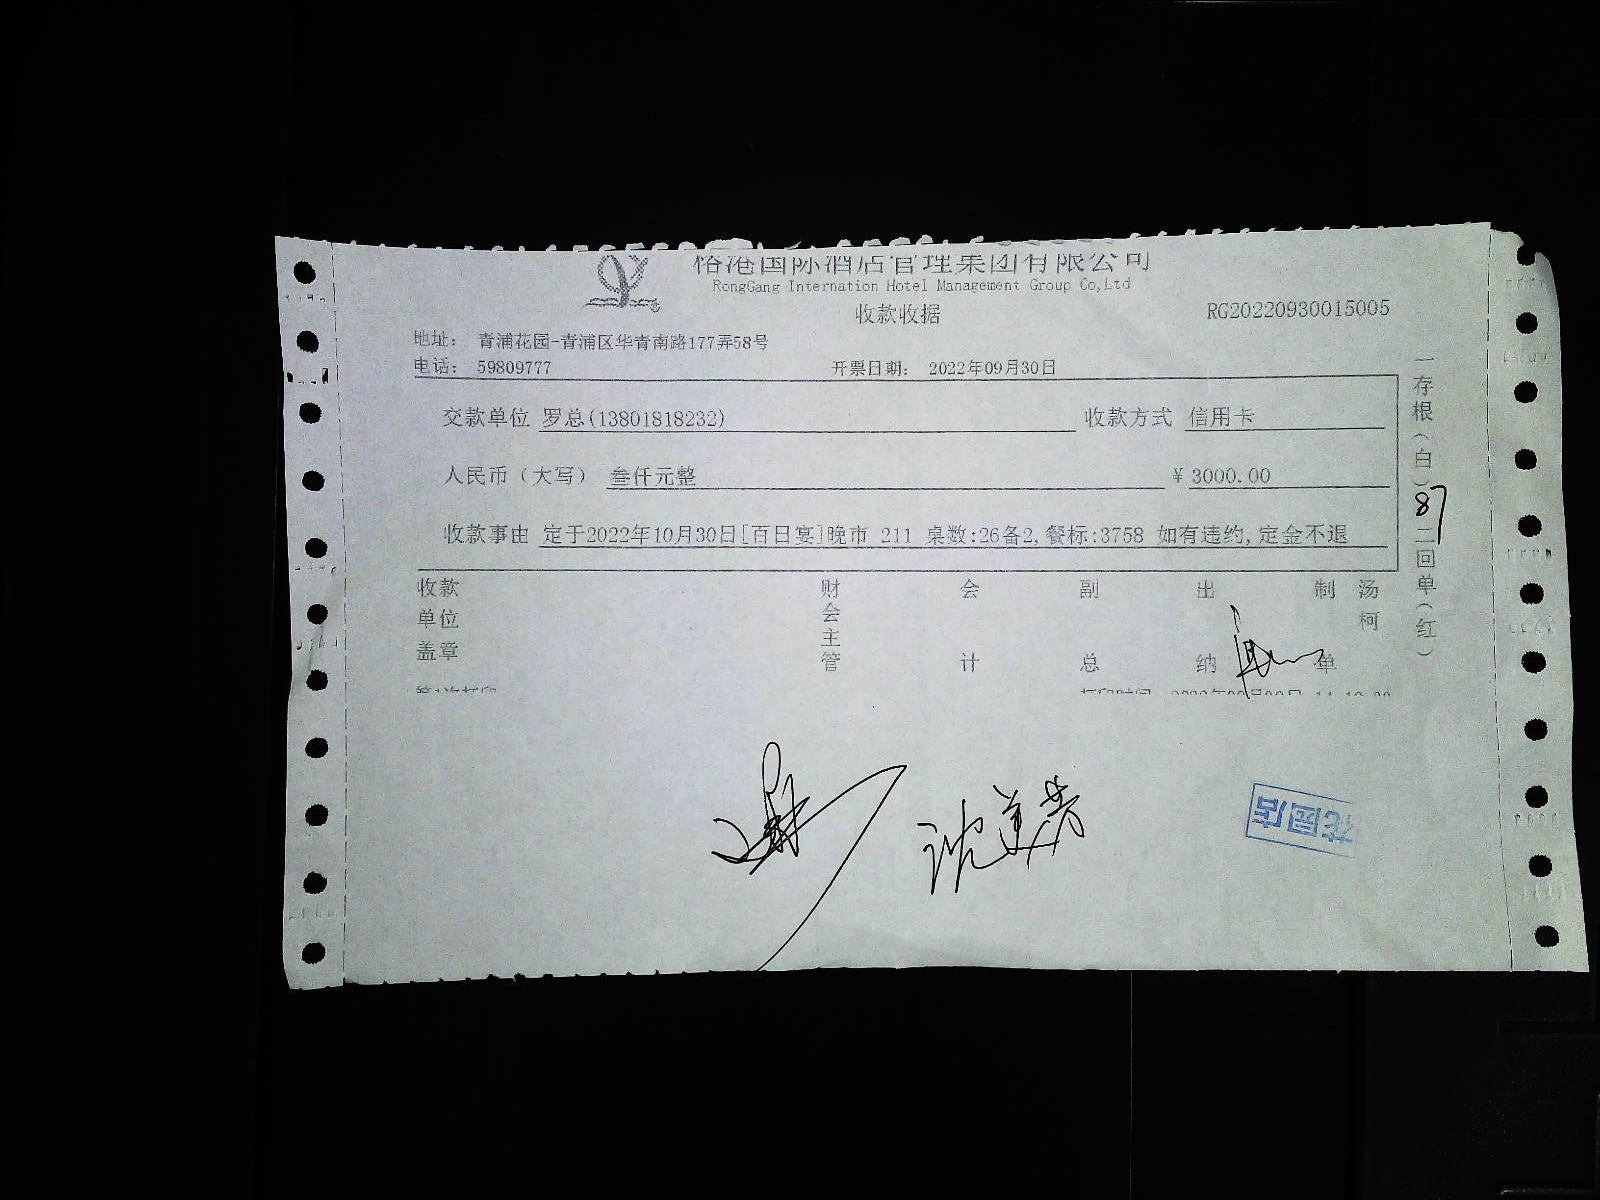 俗港国际酒店管理集团有限公司
RongGang Internation Hotel Management Group Co,Ltd
收款收据
RG20220930015005
地址： 青浦花园-青浦区华青南路177弄58号
电话： 59809777
开票日期： 2022年09月30日
交款单位 罗总(13801818232)
收款方式 信用卡
人民币（大写） 叁仟元整
¥ 3000.00
收款事由 定于2022年10月30日[百日宴]晚市 211 桌数:26备2,餐标:3758 如有违约,定金不退
一存根（白）
87
二回单（红）
收款单位盖章
财会主管
会计
副总
出纳
制单
汤柯
沈美芳
花园店